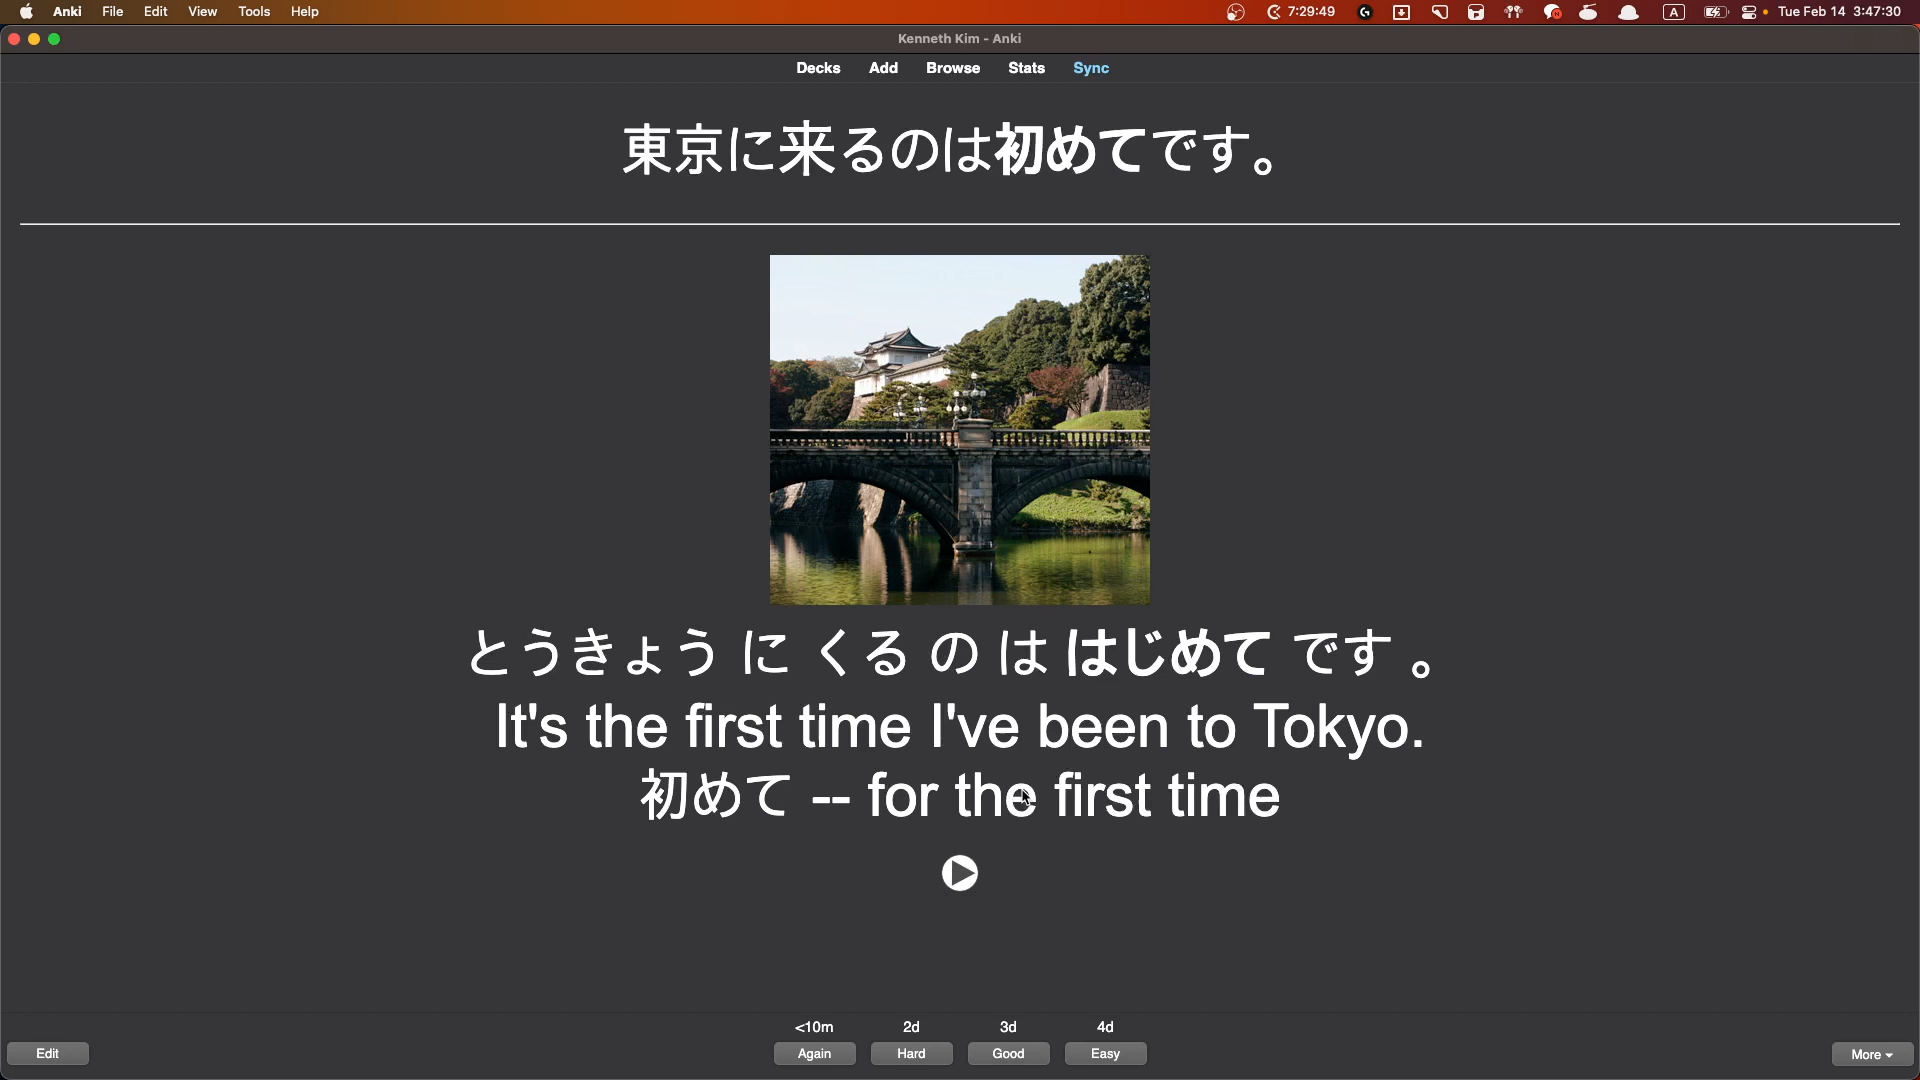 Anki File Edit View Tools Help 7:29:49 A Tue Feb 14 3:47:30
Kenneth Kim - Anki
Decks Add Browse Stats Sync
東京に来るのは初めてです。
とうきょう に くる の は はじめて です 。
It's the first time I've been to Tokyo.
初めて -- for the first time
<10m 2d 3d 4d
Edit Again Hard Good Easy More